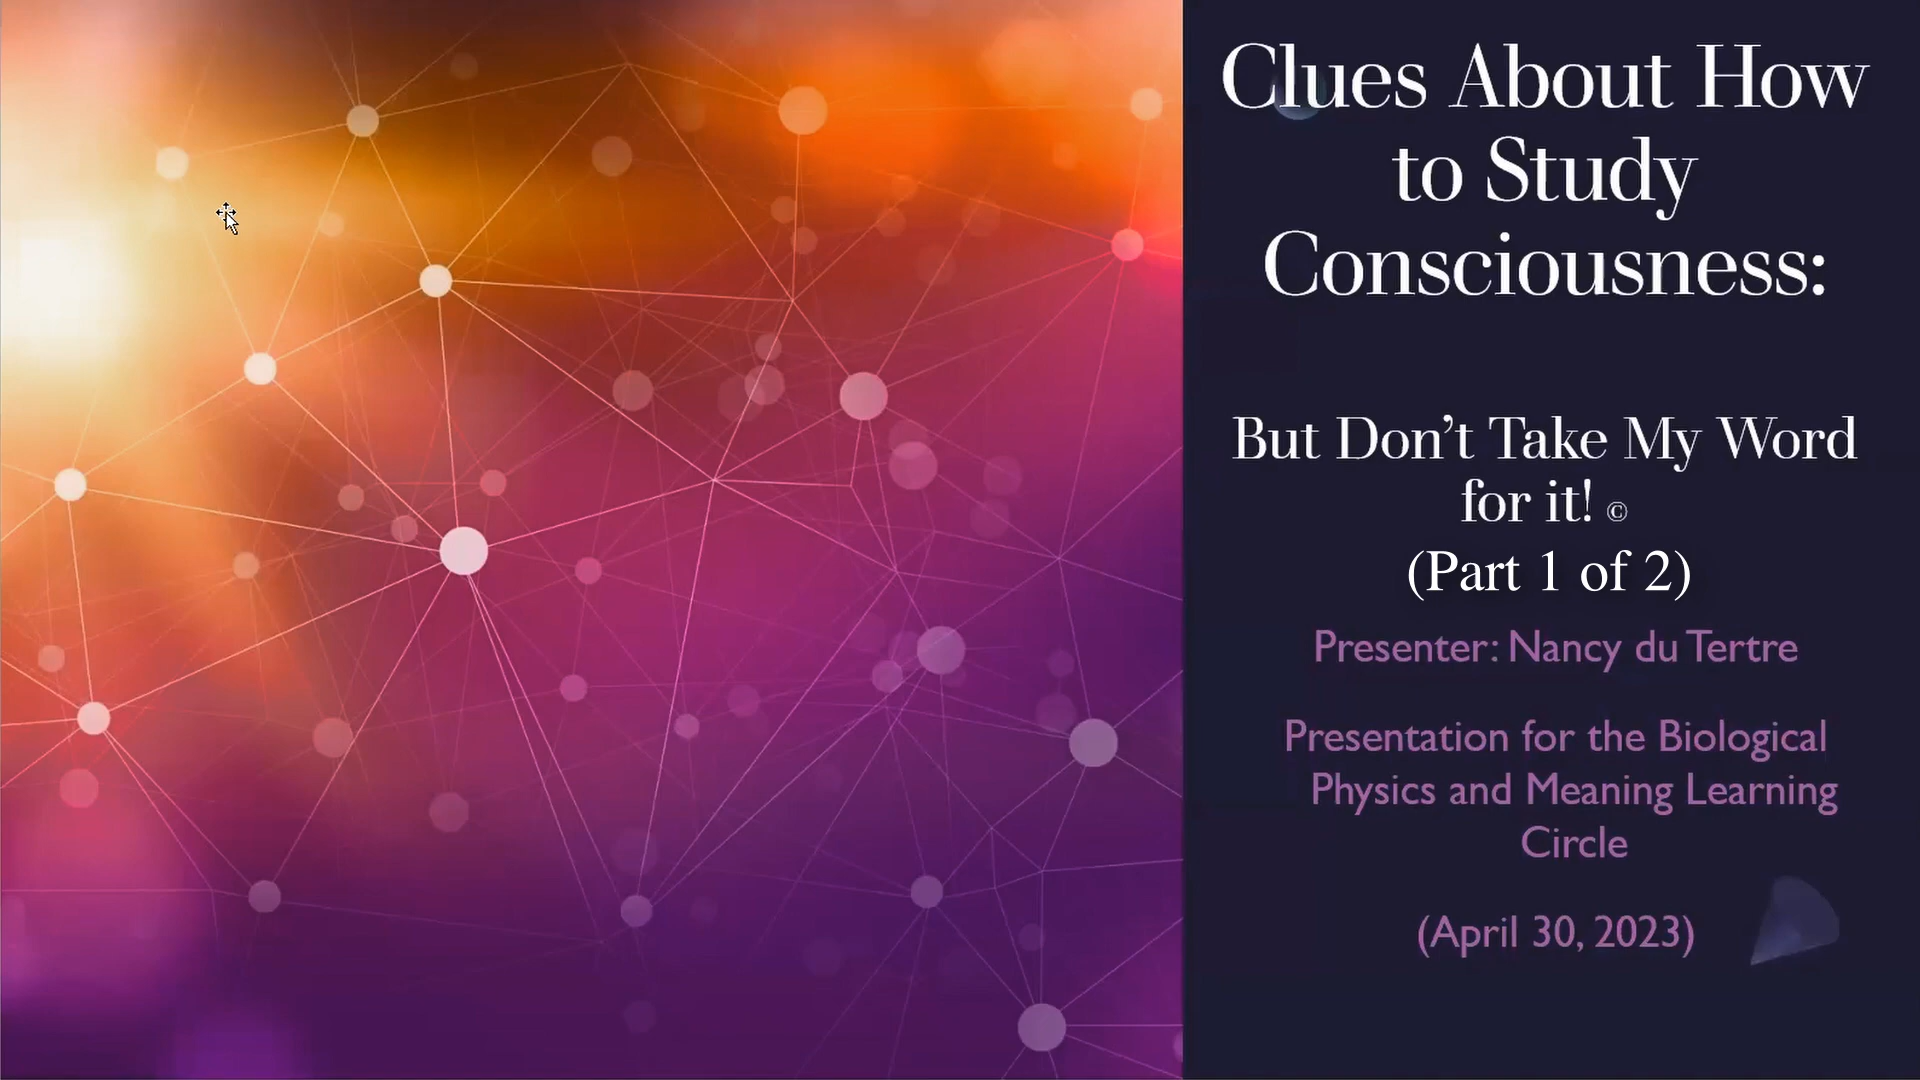 Clues About How
to Study
Consciousness:
But Don’t Take My Word
for it! ©
(Part 1 of 2)
Presenter: Nancy du Tertre
Presentation for the Biological
Physics and Meaning Learning
Circle
(April 30, 2023)